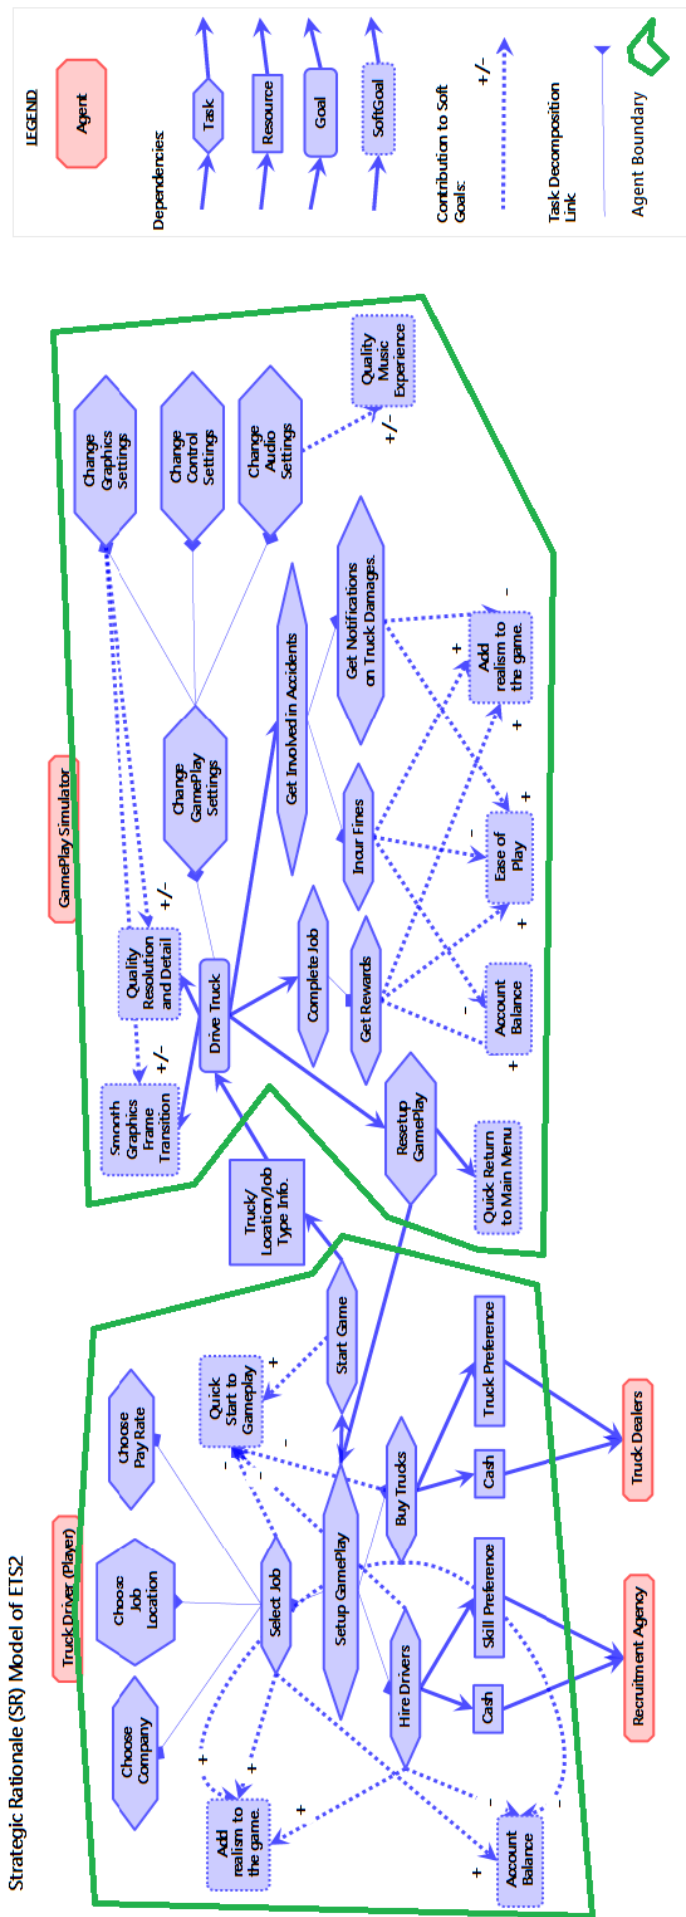 Strategic Rationale (SR) Model of ETS2
Truck Driver (Player)
Choose
Company
Choose
Job
Location
Choose
Pay Rate
Add
realism to
the game.
+
+
+
Select Job
Quick
Start to
Gameplay
-
-
-
+
Setup GamePlay
Start Game
Hire Drivers
Buy Trucks
Account
Balance
+
-
-
Cash
Skill Preference
Cash
Truck Preference
Recruitment Agency
Truck Dealers
Truck/
Location/Job
Type Info.
GamePlay Simulator
Smooth
Graphics
Frame
Transition
+/-
Quality
Resolution
and Detail
+/-
Drive Truck
Change
GamePlay
Settings
Change
Graphics
Settings
Change
Control
Settings
Change
Audio
Settings
Quality
Music
Experience
+/-
Get Involved in Accidents
Complete Job
Get Rewards
Incur Fines
Get Notifications
on Truck Damages.
Resetup
GamePlay
Quick Return
to Main Menu
Account
Balance
+
-
Ease of
Play
+
-
+
Add
realism to
the game.
+
+
-
LEGEND
Agent
Dependencies:
Task
Resource
Goal
SoftGoal
Contribution to Soft
Goals:
+/-
Task Decomposition
Link
Agent Boundary